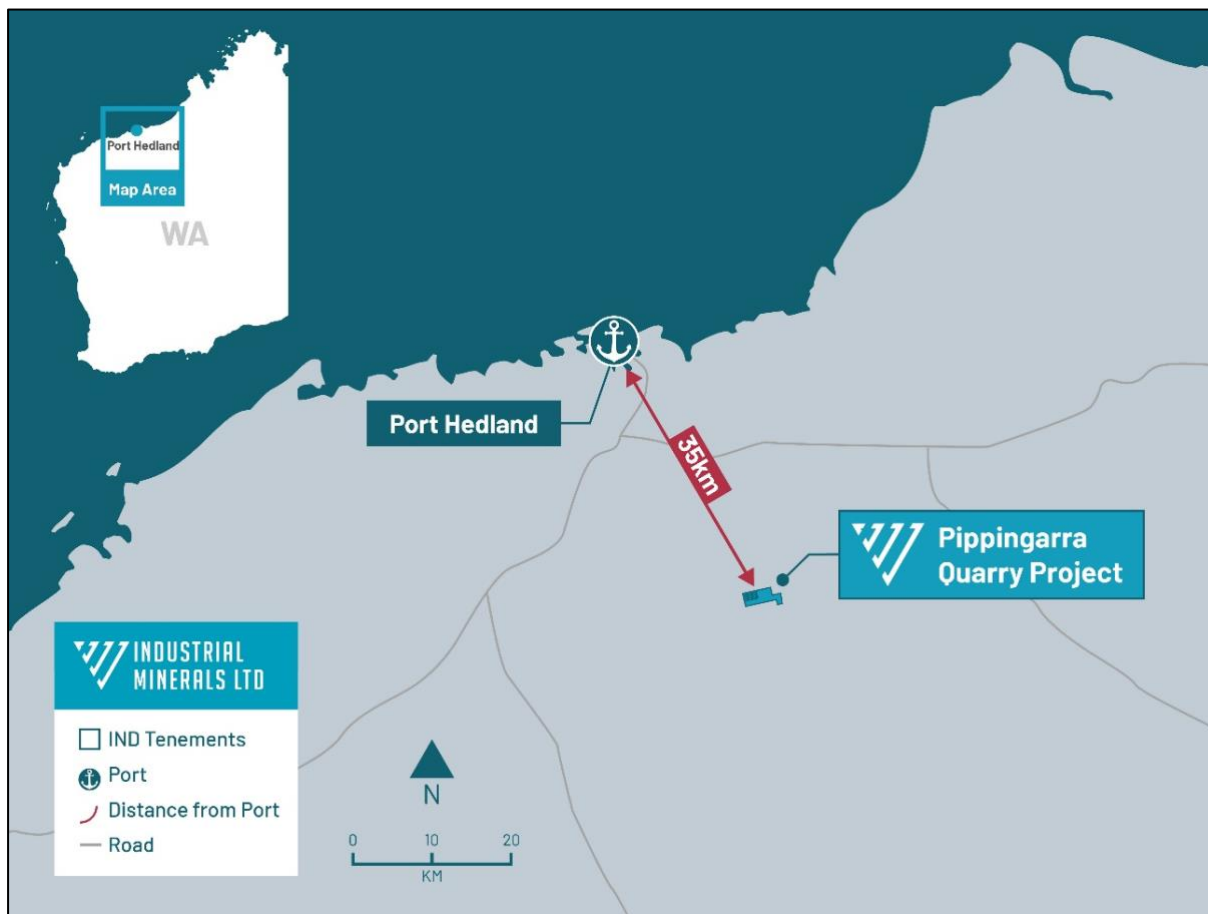 Port Hedland
Map Area
WA
Port Hedland
35km
Pippingarra
Quarry Project
INDUSTRIAL
MINERALS LTD
IND Tenements
Port
Distance from Port
Road
N
0 10 20
KM